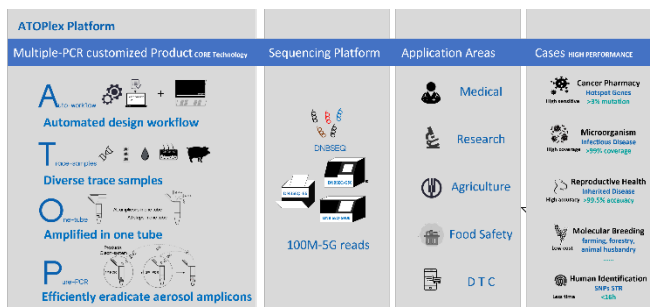 ATOPlex Platform
Multiple-PCR customized Product CORE Technology
Sequencing Platform
Application Areas
Cases HIGH PERFORMANCE
Auto workflow
+
Automated design workflow
Trace-samples
Diverse trace samples
One-tube
Amplified in one tube
Pure-PCR
Efficiently eradicate aerosol amplicons
DNBSEQ
100M-5G reads
Medical
Research
Agriculture
Food Safety
D T C
Cancer Pharmacy
Hotspot Genes
High sensitive >3% mutation
Microorganism
Infectious Disease
High coverage >99% coverage
Reproductive Health
Inherited Disease
High accuracy >99.5% accuracy
Molecular Breeding
Low cost farming, forestry,
animal husbandry
......
Human Identification
SNPs STR
Less time <16h